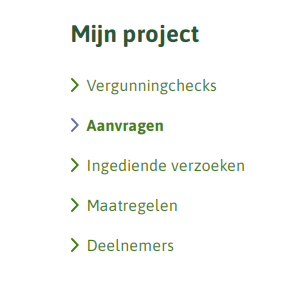 Mijn project
Vergunningchecks
Aanvragen
Ingediende verzoeken
Maatregelen
Deelnemers